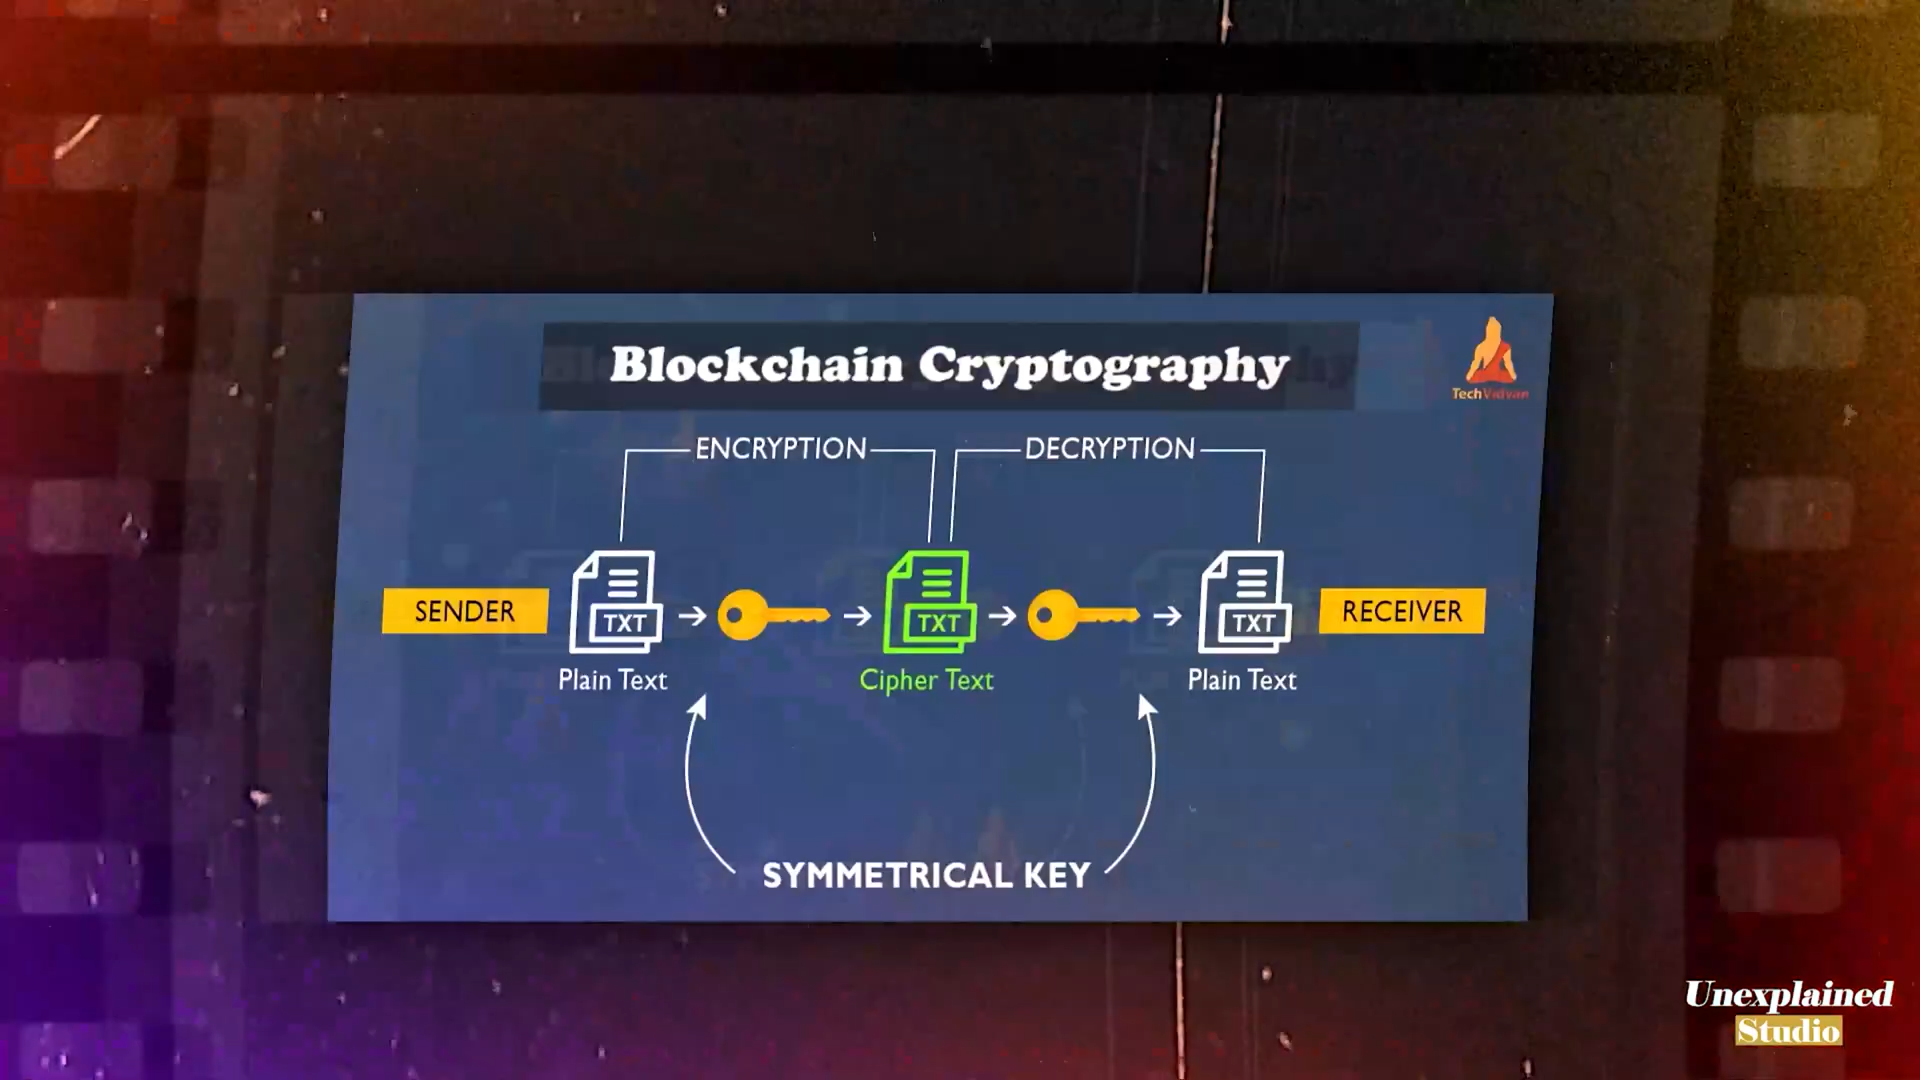 Blockchain Cryptography
TechVidvan
ENCRYPTION
DECRYPTION
SENDER
TXT
TXT
TXT
RECEIVER
Plain Text
Cipher Text
Plain Text
SYMMETRICAL KEY
Unexplained
Studio